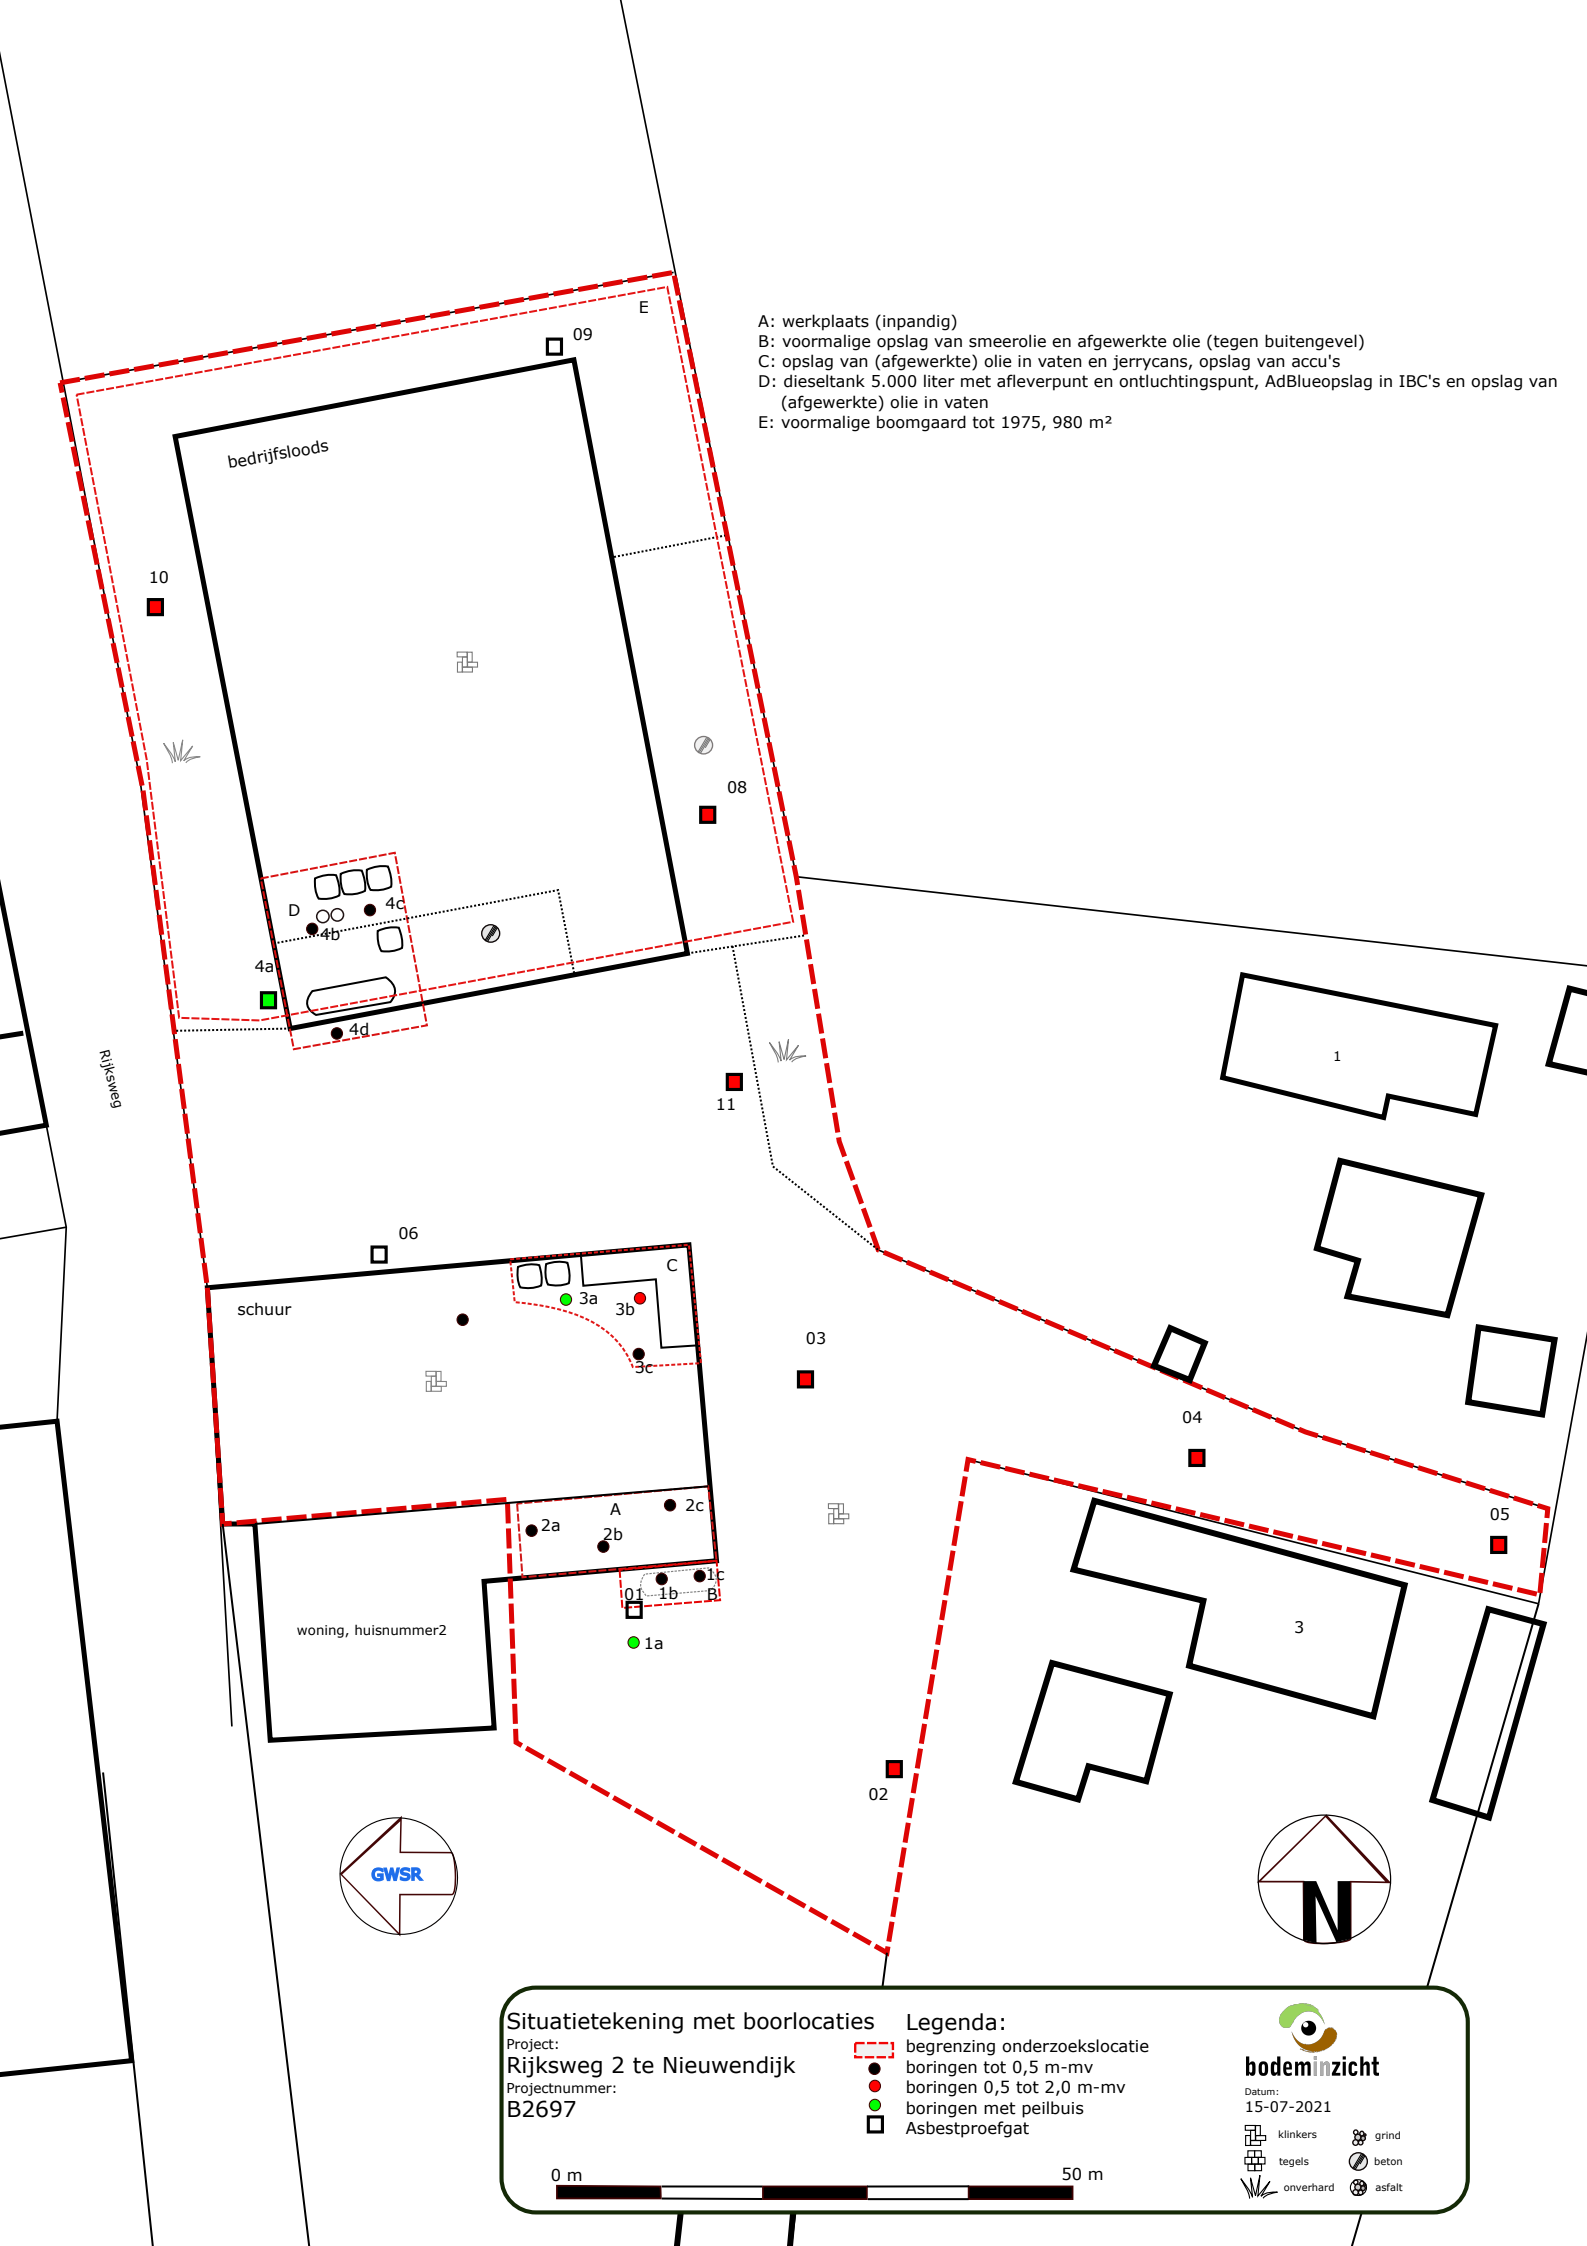 E
09
A: werkplaats (inpandig)
B: voormalige opslag van smeerolie en afgewerkte olie (tegen buitengevel)
C: opslag van (afgewerkte) olie in vaten en jerrycans, opslag van accu's
D: dieseltank 5.000 liter met afleverpunt en ontluchtingspunt, AdBlueopslag in IBC's en opslag van
(afgewerkte) olie in vaten
E: voormalige boomgaard tot 1975, 980 m²
bedrijfsloods
10
08
D
4c
4b
4a
4d
Rijksweg
11
1
06
C
schuur
3a
3b
3c
03
04
05
A
2c
2a
2b
1c
01
1b
B
1a
woning, huisnummer2
3
02
GWSR
N
Situatietekening met boorlocaties
Project:
Rijksweg 2 te Nieuwendijk
Projectnummer:
B2697
Legenda:
begrenzing onderzoekslocatie
boringen tot 0,5 m-mv
boringen 0,5 tot 2,0 m-mv
boringen met peilbuis
Asbestproefgat
0 m
50 m
bodeminzicht
Datum:
15-07-2021
klinkers
grind
tegels
beton
onverhard
asfalt